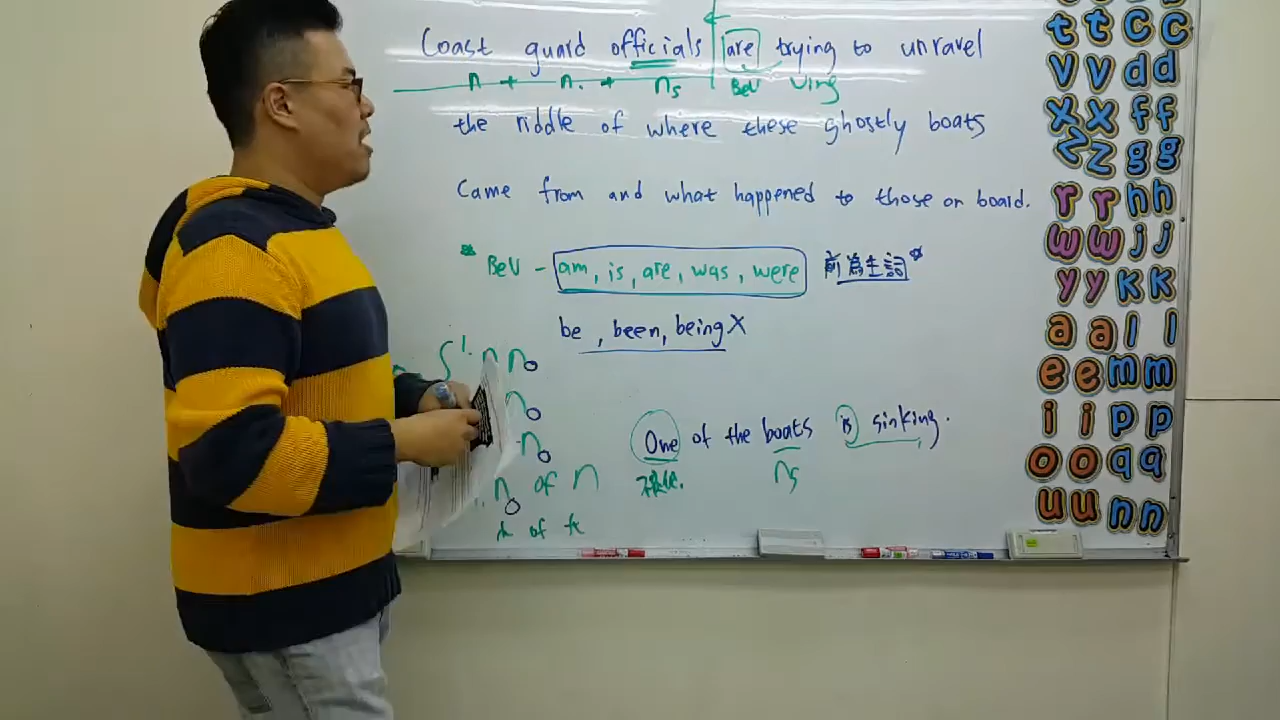 Coast guard officials are trying to unravel
n + n. + ns BeV Ving
the riddle of where these ghostly boats
Came from and what happened to those on board.
* BeV - am, is, are, was, were 前為主詞*
be, been, being X
S 1. n n
n
n
n of n
One of the boats is sinking.
ns
of
t t c c
v v d d
x x f f
z z g g
r r h h
w w j j
y y k k
a a l l
e e m m
i i p p
o o q q
u u n n